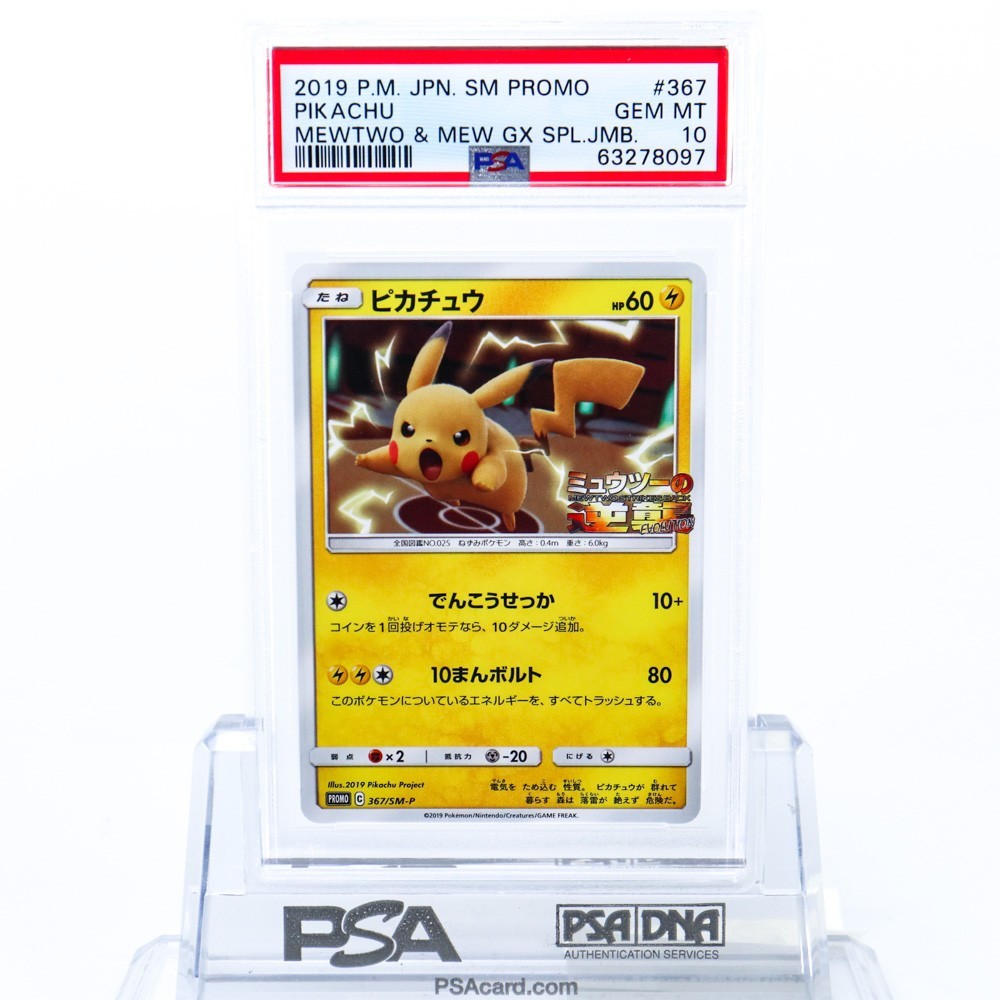 2019 P.M. JPN. SM PROMO #367
PIKACHU GEM MT
MEWTWO & MEW GX SPL.JMB. 10
PSA 63278097
たね ピカチュウ HP60
ミュウツーの
MEWTWO STRIKES BACK
逆襲
EVOLUTION
全国図鑑NO.025 ねずみポケモン 高さ:0.4m 重さ:6.0kg
でんこうせっか 10+
コインを1回投げオモテなら、10ダメージ追加。
10まんボルト 80
このポケモンについているエネルギーを、すべてトラッシュする。
弱点 ×2 抵抗力 -20 にげる
Illus.2019 Pikachu Project
PROMO C 367/SM-P
電気を ため込む 性質。 ピカチュウが 群れて
暮らす 森は 落雷が 絶えず 危険だ。
©2019 Pokémon/Nintendo/Creatures/GAME FREAK.
PSA
PSA DNA
AUTHENTICATION SERVICES
PSAcard.com